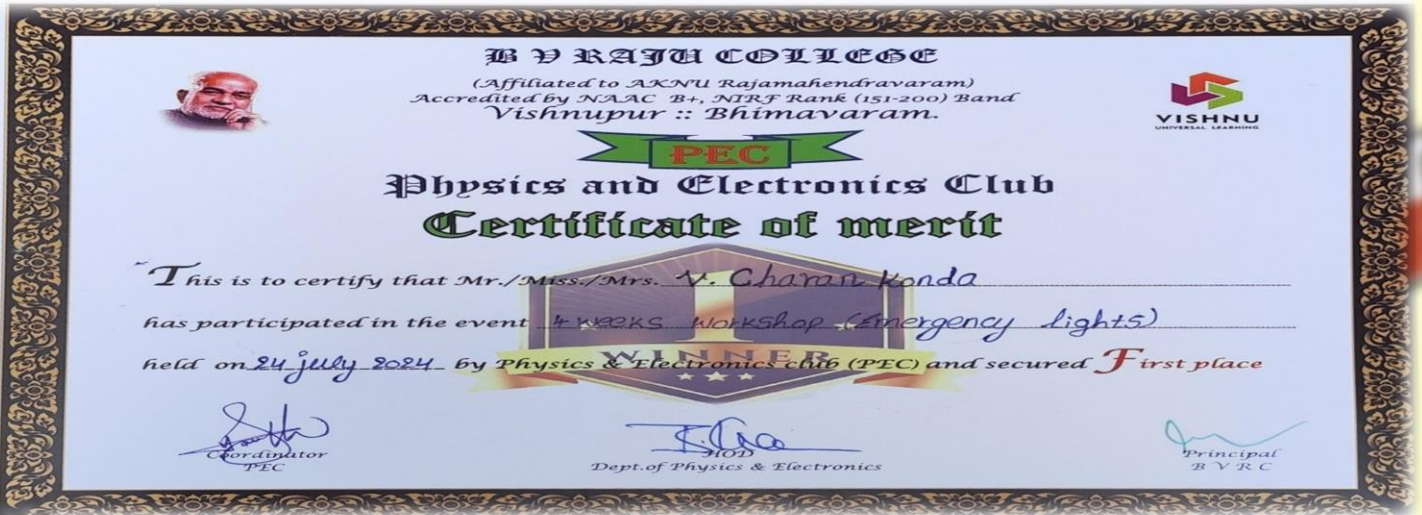 B V RAJU COLLEGE
(Affiliated to AKNU Rajamahendravaram)
Accredited by NAAC B+, NIRF Rank (151-200) Band
Vishnupur :: Bhimavaram.
VISHNU
UNIVERSAL LEARNING
PEC
Physics and Electronics Club
Certificate of merit
This is to certify that Mr./Miss./Mrs. V. Charan Konda
has participated in the event 4 weeks workshop (Emergency lights)
held on 24 july 2024 by Physics & Electronics club (PEC) and secured First place
1
WINNER
Coordinator
PEC
HOD
Dept.of Physics & Electronics
Principal
B V R C